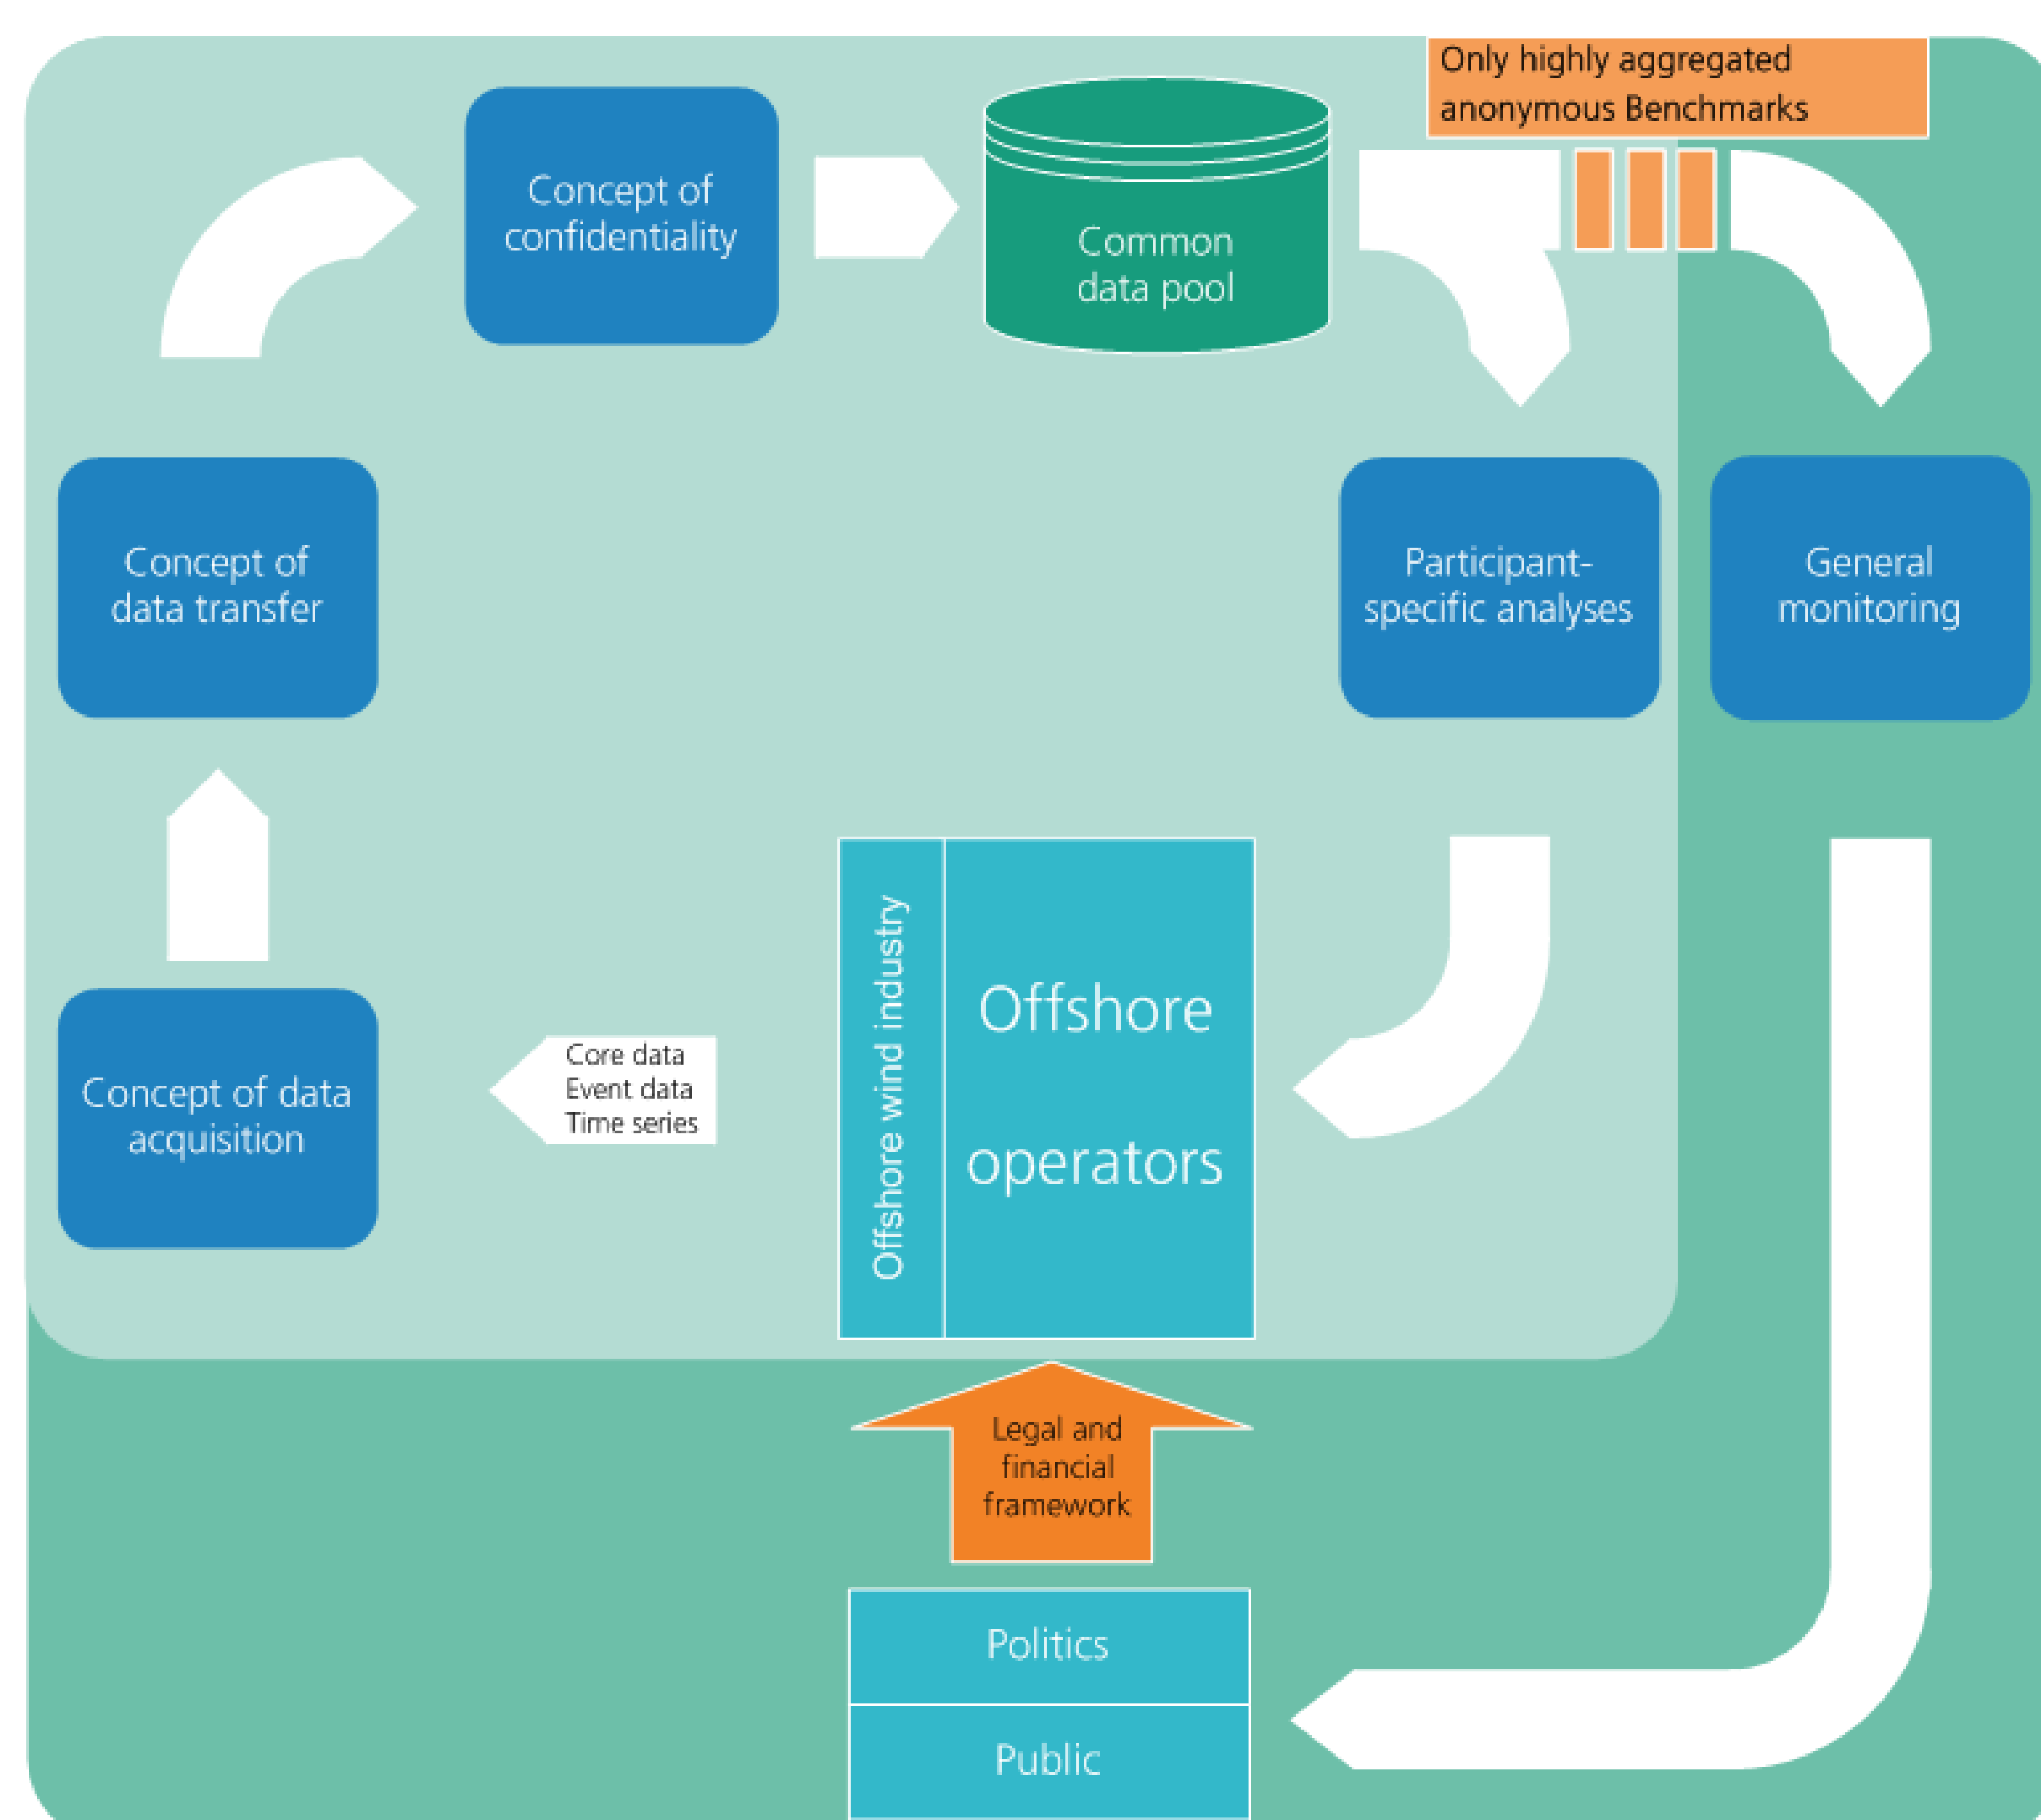 Only highly aggregated
anonymous Benchmarks
Concept of
confidentiality
Common
data pool
Concept of
data transfer
Participant-
specific analyses
General
monitoring
Offshore wind industry
Offshore
operators
Core data
Event data
Time series
Concept of data
acquisition
Legal and
financial
framework
Politics
Public